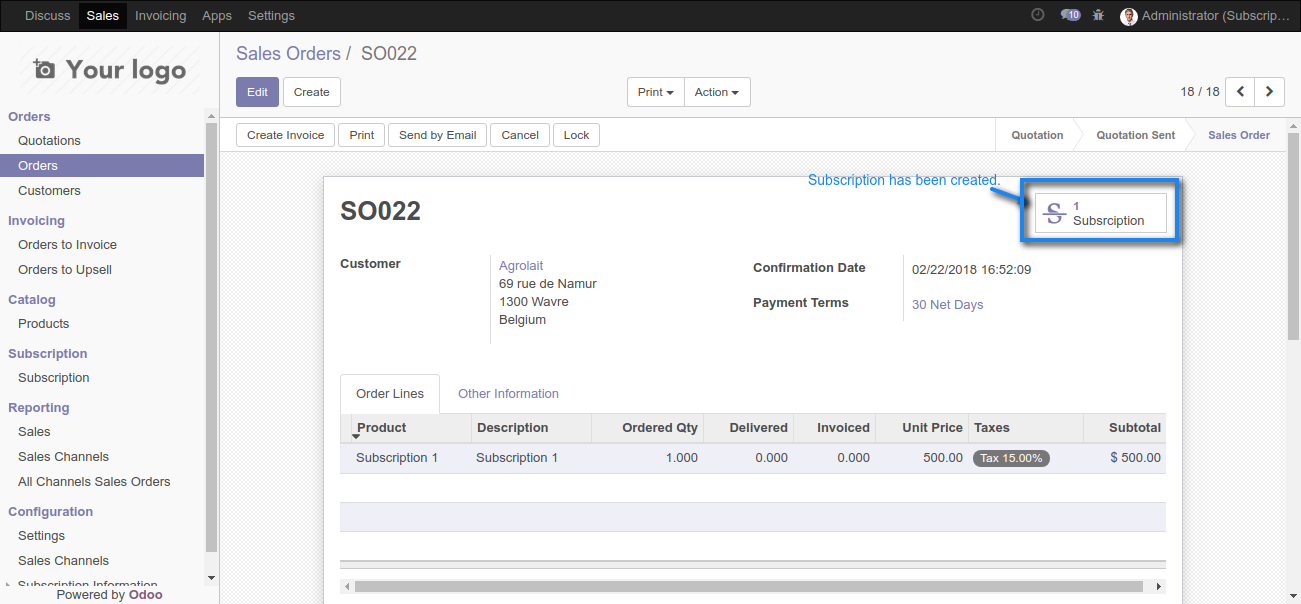 Discuss Sales Invoicing Apps Settings 10 Administrator (Subscrip...
Your logo
Orders
Quotations
Orders
Customers
Invoicing
Orders to Invoice
Orders to Upsell
Catalog
Products
Subscription
Subscription
Reporting
Sales
Sales Channels
All Channels Sales Orders
Configuration
Settings
Sales Channels
Subscription Information
Powered by Odoo
Sales Orders / SO022
Edit Create Print Action 18 / 18
Create Invoice Print Send by Email Cancel Lock Quotation Quotation Sent Sales Order
Subscription has been created.
S 1
Subsrciption
SO022
Customer
Agrolait
69 rue de Namur
1300 Wavre
Belgium
Confirmation Date 02/22/2018 16:52:09
Payment Terms 30 Net Days
Order Lines Other Information
Product Description Ordered Qty Delivered Invoiced Unit Price Taxes Subtotal
Subscription 1 Subscription 1 1.000 0.000 0.000 500.00 Tax 15.00% $ 500.00